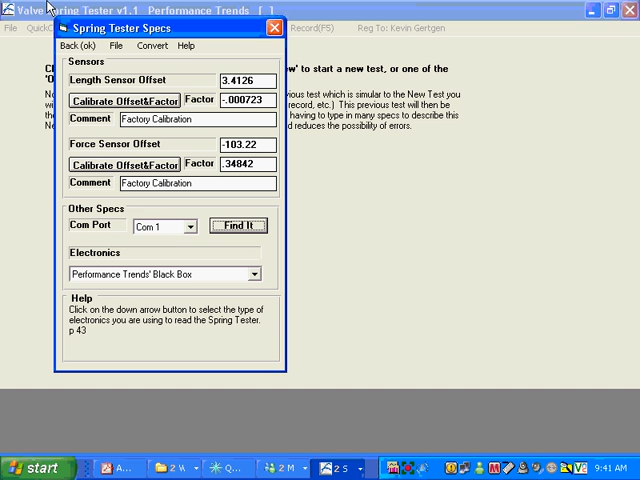 Valve Spring Tester v1.1 Performance Trends [ ]
File
Record(F5)
Reg To: Kevin Gertgen
Spring Tester Specs
Back (ok) File Convert Help
Sensors
Length Sensor Offset 3.4126
Calibrate Offset&Factor Factor -.000723
Comment Factory Calibration
Force Sensor Offset -103.22
Calibrate Offset&Factor Factor .34842
Comment Factory Calibration
Other Specs
Com Port Com 1 Find It
Electronics
Performance Trends' Black Box
Help
Click on the down arrow button to select the type of
electronics you are using to read the Spring Tester.
p 43
to start a new test, or one of the
test which is similar to the New Test you
record, etc.) This previous test will then be
having to type in many specs to describe this
reduces the possibility of errors.
start
A...
2 W
Q...
2 M
2 S
9:41 AM